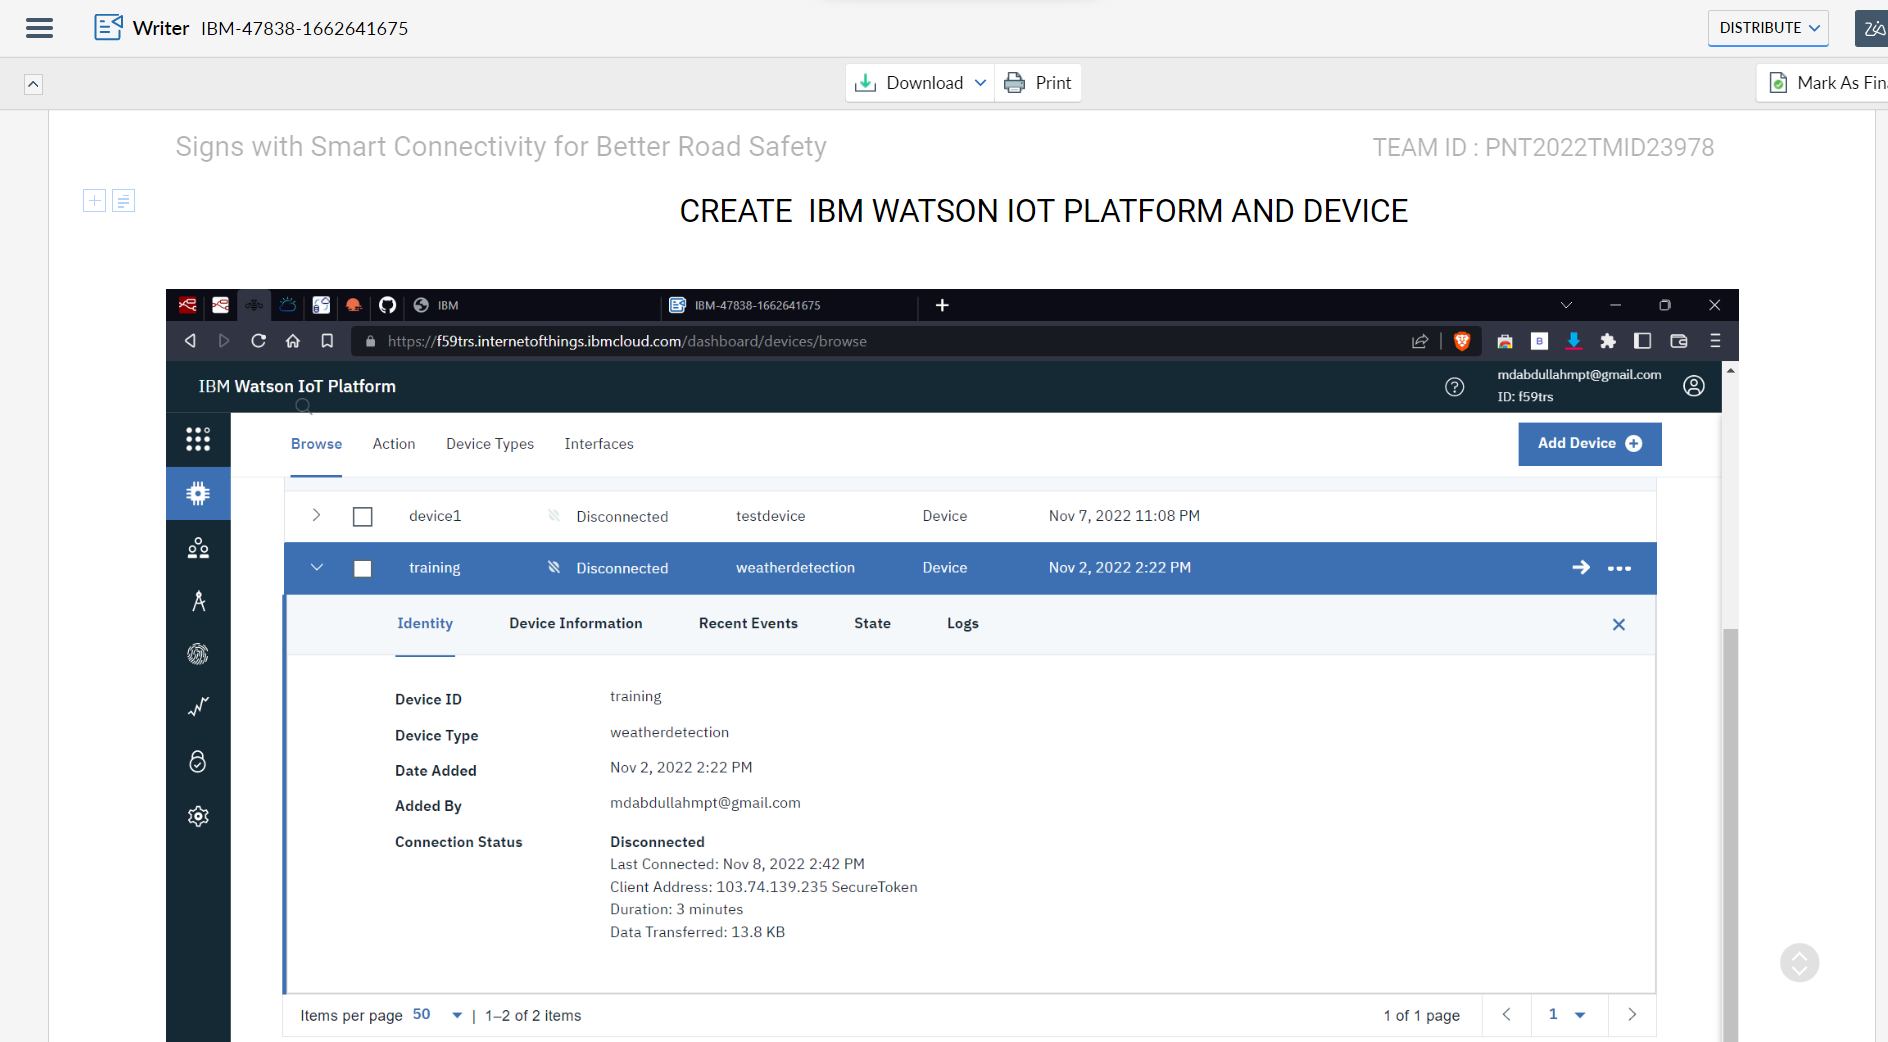 Writer IBM-47838-1662641675 DISTRIBUTE
Download Print
Signs with Smart Connectivity for Better Road Safety TEAM ID : PNT2022TMID23978
CREATE  IBM WATSON IOT PLATFORM AND DEVICE
IBM IBM-47838-1662641675
https://f59trs.internetofthings.ibmcloud.com/dashboard/devices/browse
IBM Watson IoT Platform
mdabdullahmpt@gmail.com
ID: f59trs
Browse Action Device Types Interfaces Add Device
device1 Disconnected testdevice Device Nov 7, 2022 11:08 PM
training Disconnected weatherdetection Device Nov 2, 2022 2:22 PM
Identity Device Information Recent Events State Logs
Device ID training
Device Type weatherdetection
Date Added Nov 2, 2022 2:22 PM
Added By mdabdullahmpt@gmail.com
Connection Status Disconnected
Last Connected: Nov 8, 2022 2:42 PM
Client Address: 103.74.139.235 SecureToken
Duration: 3 minutes
Data Transferred: 13.8 KB
Items per page 50 | 1–2 of 2 items 1 of 1 page 1
Mark As Fin